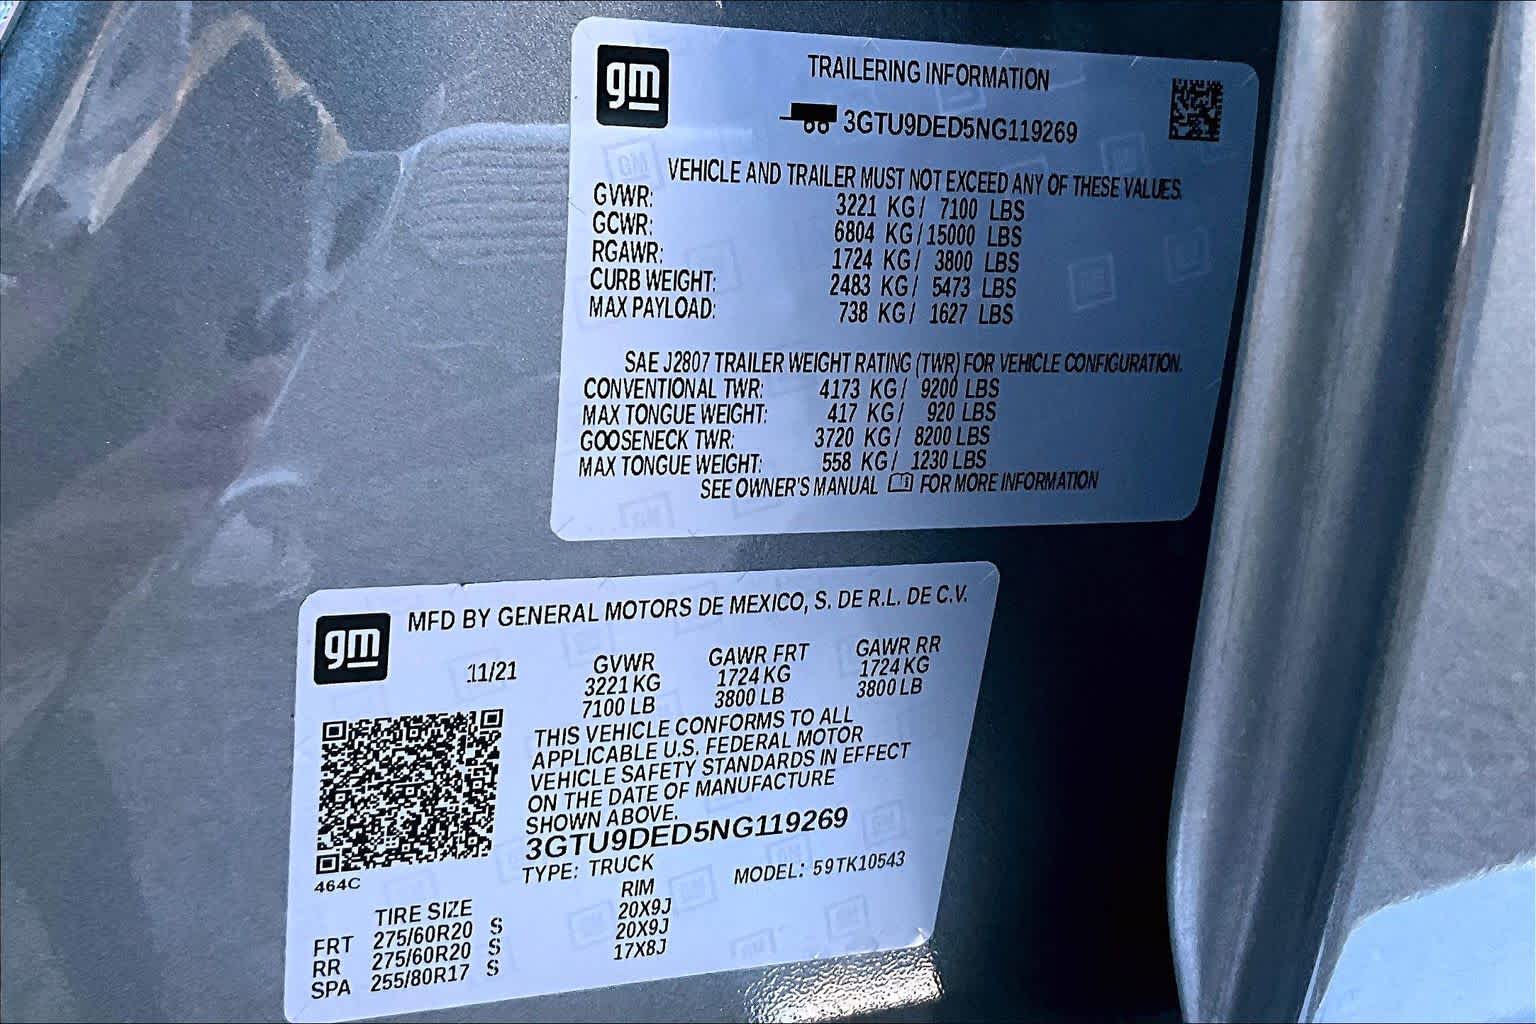 gm
TRAILERING INFORMATION
3GTU9DED5NG119269
VEHICLE AND TRAILER MUST NOT EXCEED ANY OF THESE VALUES.
GVWR: 3221 KG/ 7100 LBS
GCWR: 6804 KG/15000 LBS
RGAWR: 1724 KG/ 3800 LBS
CURB WEIGHT: 2483 KG/ 5473 LBS
MAX PAYLOAD: 738 KG/ 1627 LBS
SAE J2807 TRAILER WEIGHT RATING (TWR) FOR VEHICLE CONFIGURATION.
CONVENTIONAL TWR: 4173 KG/ 9200 LBS
MAX TONGUE WEIGHT: 417 KG/ 920 LBS
GOOSENECK TWR: 3720 KG/ 8200 LBS
MAX TONGUE WEIGHT: 558 KG/ 1230 LBS
SEE OWNER'S MANUAL FOR MORE INFORMATION
gm
MFD BY GENERAL MOTORS DE MEXICO, S. DE R.L. DE C.V.
11/21 GVWR GAWR FRT GAWR RR
3221 KG 1724 KG 1724 KG
7100 LB 3800 LB 3800 LB
THIS VEHICLE CONFORMS TO ALL
APPLICABLE U.S. FEDERAL MOTOR
VEHICLE SAFETY STANDARDS IN EFFECT
ON THE DATE OF MANUFACTURE
SHOWN ABOVE.
3GTU9DED5NG119269
TYPE: TRUCK MODEL: 59TK10543
464C
TIRE SIZE RIM
FRT 275/60R20 S 20X9J
RR 275/60R20 S 20X9J
SPA 255/80R17 S 17X8J